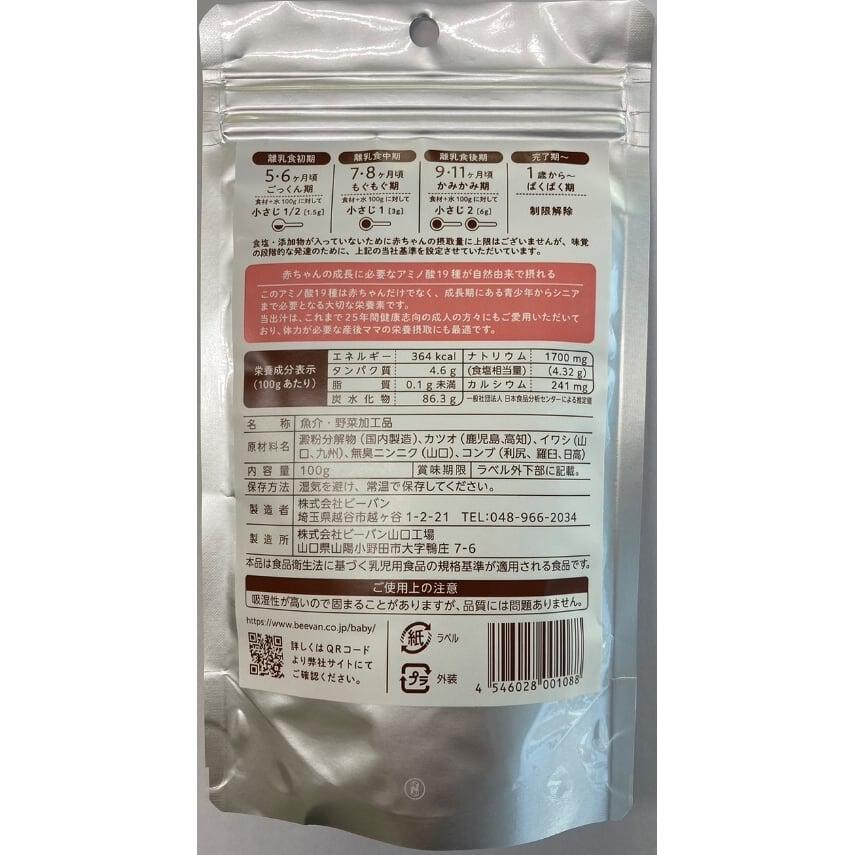 離乳食初期
5・6ヶ月頃
ごっくん期
食材+水100gに対して
小さじ1/2 [1.5g]
離乳食中期
7・8ヶ月頃
もぐもぐ期
食材+水100gに対して
小さじ1 [3g]
離乳食後期
9・11ヶ月頃
かみかみ期
食材+水100gに対して
小さじ2 [6g]
完了期〜
1歳から〜
ぱくぱく期
制限解除
食塩・添加物が入っていないために赤ちゃんの摂取量に上限はございませんが、味覚
の段階的な発達のために、上記の当社基準を設定させていただいています。
赤ちゃんの成長に必要なアミノ酸19種が自然由来で摂れる
このアミノ酸19種は赤ちゃんだけでなく、成長期にある青少年からシニア
まで必要となる大切な栄養素です。
当出汁は、これまで25年間健康志向の成人の方々にもご愛用いただいて
おり、体力が必要な産後ママの栄養摂取にも最適です。
栄養成分表示
(100gあたり)
エネルギー 364 kcal ナトリウム 1700 mg
タンパク質 4.6 g (食塩相当量) (4.32 g)
脂質 0.1 g 未満 カルシウム 241 mg
炭水化物 86.3 g 一般社団法人 日本食品分析センターによる推定値
名称 魚介・野菜加工品
原材料名 澱粉分解物(国内製造)、カツオ(鹿児島、高知)、イワシ(山
口、九州)、無臭ニンニク(山口)、コンブ(利尻、羅臼、日高)
内容量 100g 賞味期限 ラベル外下部に記載。
保存方法 湿気を避け、常温で保存してください。
製造者 株式会社ビーバン
埼玉県越谷市越ヶ谷1-2-21 TEL:048-966-2034
製造所 株式会社ビーバン山口工場
山口県山陽小野田市大字鴨庄 7-6
本品は食品衛生法に基づく乳児用食品の規格基準が適用される食品です。
ご使用上の注意
吸湿性が高いので固まることがありますが、品質には問題ありません。
https://www.beevan.co.jp/baby/
詳しくはQRコード
より弊社サイトにて
ご確認ください。
紙 ラベル
プラ 外装
4 546028 001088